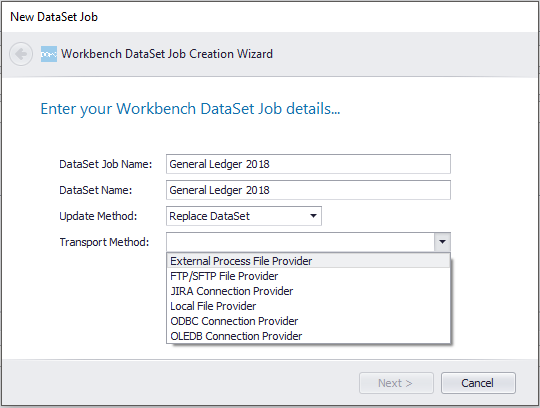 New DataSet Job
Workbench DataSet Job Creation Wizard
Enter your Workbench DataSet Job details...
DataSet Job Name: General Ledger 2018
DataSet Name: General Ledger 2018
Update Method: Replace DataSet
Transport Method:
External Process File Provider
FTP/SFTP File Provider
JIRA Connection Provider
Local File Provider
ODBC Connection Provider
OLEDB Connection Provider
Next > Cancel